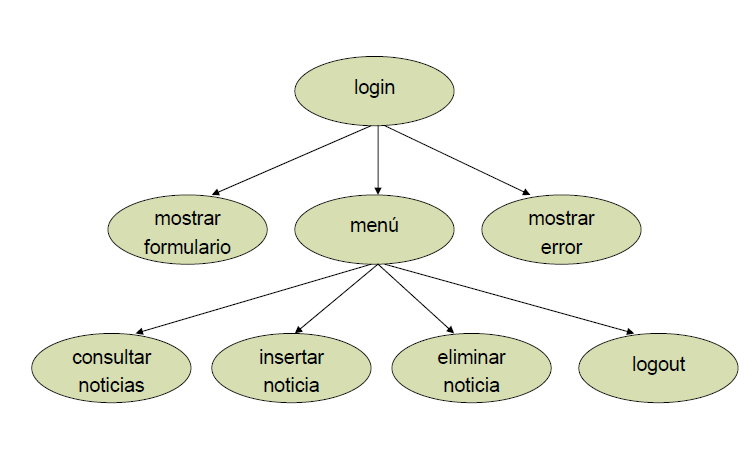 login
mostrar
formulario
menú
mostrar
error
consultar
noticias
insertar
noticia
eliminar
noticia
logout